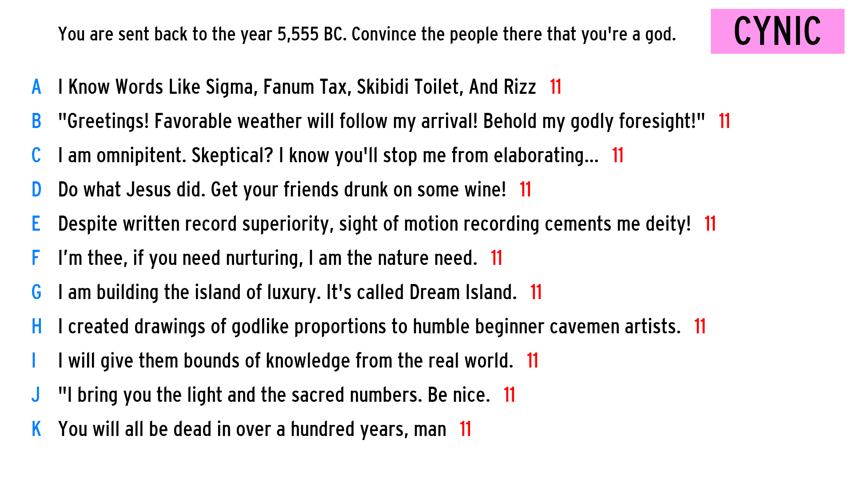 You are sent back to the year 5,555 BC. Convince the people there that you're a god.
CYNIC
A I Know Words Like Sigma, Fanum Tax, Skibidi Toilet, And Rizz 11
B "Greetings! Favorable weather will follow my arrival! Behold my godly foresight!" 11
C I am omnipitent. Skeptical? I know you'll stop me from elaborating... 11
D Do what Jesus did. Get your friends drunk on some wine! 11
E Despite written record superiority, sight of motion recording cements me deity! 11
F I'm thee, if you need nurturing, I am the nature need. 11
G I am building the island of luxury. It's called Dream Island. 11
H I created drawings of godlike proportions to humble beginner cavemen artists. 11
I I will give them bounds of knowledge from the real world. 11
J "I bring you the light and the sacred numbers. Be nice. 11
K You will all be dead in over a hundred years, man 11